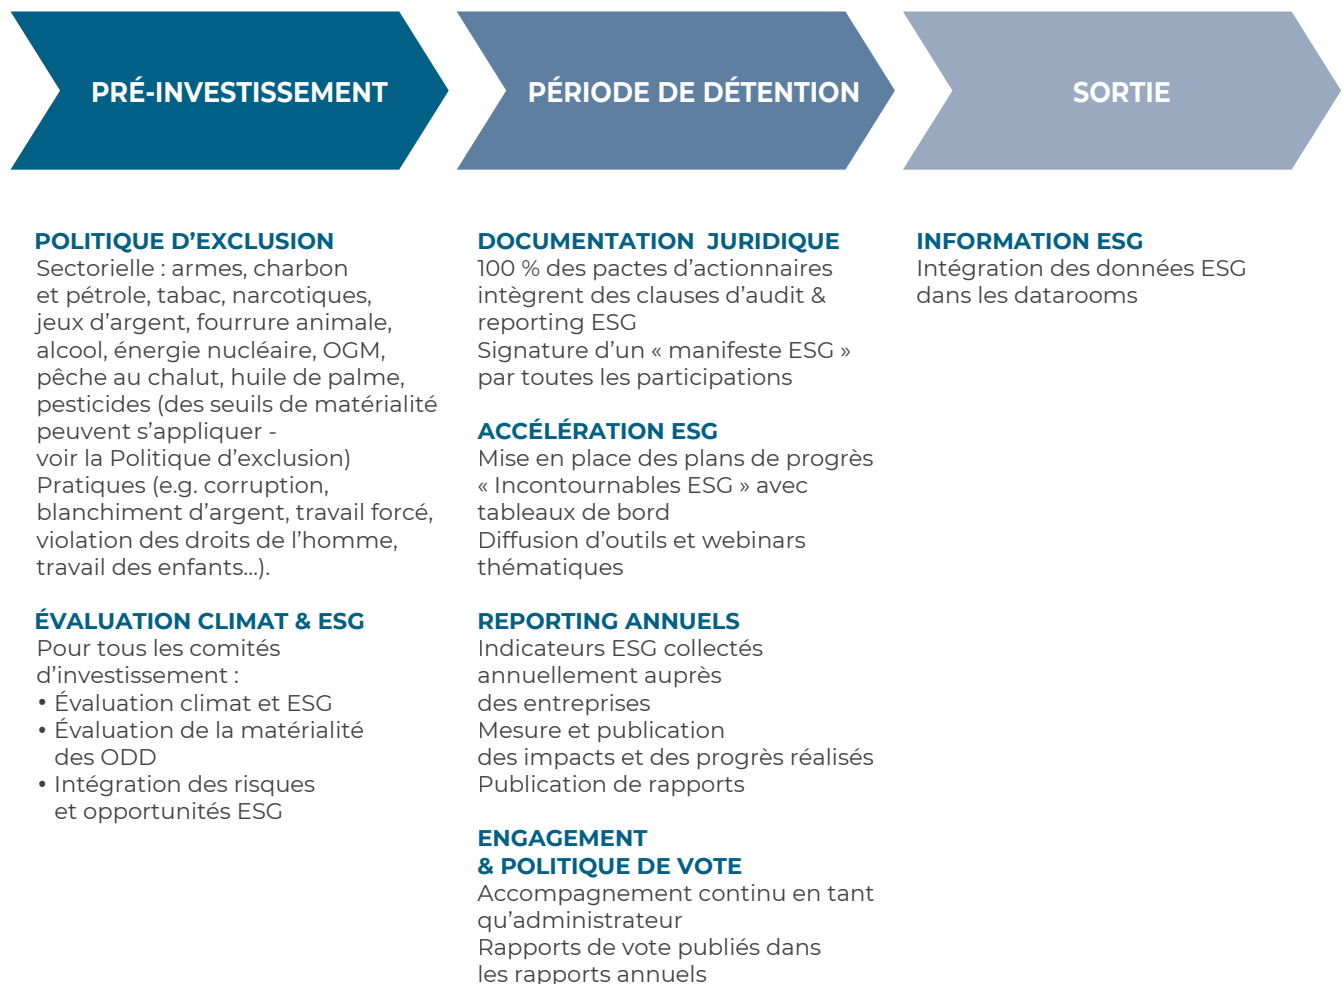 PRÉ-INVESTISSEMENT
PÉRIODE DE DÉTENTION
SORTIE
POLITIQUE D’EXCLUSION
Sectorielle : armes, charbon
et pétrole, tabac, narcotiques,
jeux d’argent, fourrure animale,
alcool, énergie nucléaire, OGM,
pêche au chalut, huile de palme,
pesticides (des seuils de matérialité
peuvent s’appliquer -
voir la Politique d’exclusion)
Pratiques (e.g. corruption,
blanchiment d’argent, travail forcé,
violation des droits de l’homme,
travail des enfants...).
ÉVALUATION CLIMAT & ESG
Pour tous les comités
d’investissement :
• Évaluation climat et ESG
• Évaluation de la matérialité
des ODD
• Intégration des risques
et opportunités ESG
DOCUMENTATION JURIDIQUE
100 % des pactes d’actionnaires
intègrent des clauses d’audit &
reporting ESG
Signature d’un « manifeste ESG »
par toutes les participations
ACCÉLÉRATION ESG
Mise en place des plans de progrès
« Incontournables ESG » avec
tableaux de bord
Diffusion d’outils et webinars
thématiques
REPORTING ANNUELS
Indicateurs ESG collectés
annuellement auprès
des entreprises
Mesure et publication
des impacts et des progrès réalisés
Publication de rapports
ENGAGEMENT
& POLITIQUE DE VOTE
Accompagnement continu en tant
qu’administrateur
Rapports de vote publiés dans
les rapports annuels
INFORMATION ESG
Intégration des données ESG
dans les datarooms